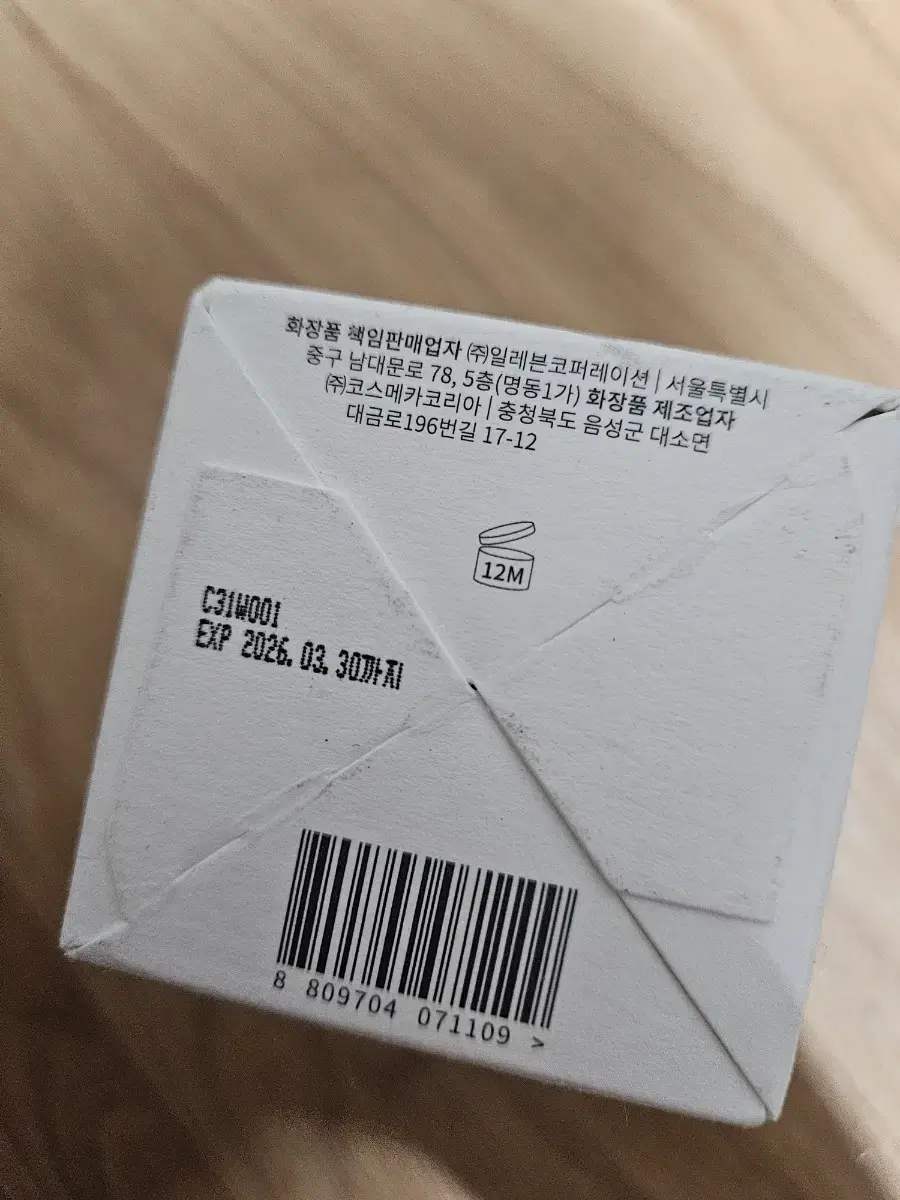 화장품 책임판매업자 ㈜일레븐코퍼레이션 | 서울특별시
중구 남대문로 78, 5층(명동1가) 화장품 제조업자
㈜코스메카코리아 | 충청북도 음성군 대소면
대금로196번길 17-12
12M
C31W001
EXP 2026. 03. 30까지
8 809704 071109 >